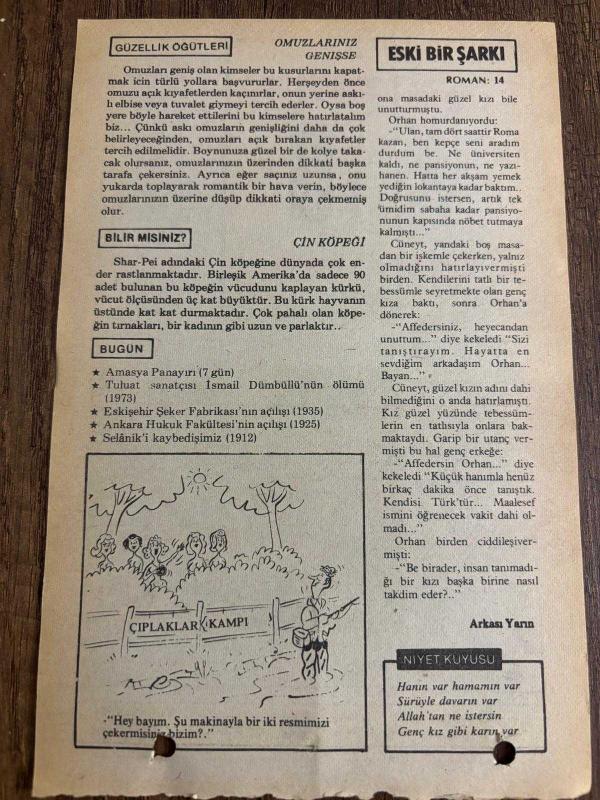 GÜZELLİK ÖĞÜTLERİ
OMUZLARINIZ
GENİŞSE
Omuzları geniş olan kimseler bu kusurlarını kapat-
mak icin türlü yollara başvururlar. Herşeyden önce
omuzu açık kıyafetlerden kaçınırlar, onun yerine askı-
lı elbise veya tuvalet giymeyi tercih ederler. Oysa boş
yere böyle hareket ettilerini bu kimselere hatırlatalım
biz... Çünkü askı omuzların genişliğini daha da çok
belirleyeceğinden, omuzları açık bırakan kıyafetler
tercih edilmelidir. Boynunuza güzel bir de kolye taka-
cak olursanız, omuzlarınızın üzerinden dikkati başka
tarafa çekersiniz. Ayrıca eğer saçınız uzunsa, onu
yukarda toplayarak romantik bir hava verin, böylece
omuzlarınızın üzerine düşüp dikkati oraya çekmemiş
olur.
BİLİR MİSİNİZ?
ÇİN KÖPEĞİ
Shar-Pei adındaki Çin köpeğine dünyada çok en-
der rastlanmaktadır. Birleşik Amerika'da sadece 90
adet bulunan bu köpeğin vücudunu kaplayan kürkü,
vücut ölçüsünden üç kat büyüktür. Bu kürk hayvanın
üstünde kat kat durmaktadır. Çok pahalı olan köpe-
ğin tırnakları, bir kadının gibi uzun ve parlaktır..
BUGÜN
★ Amasya Panayırı (7 gün)
★ Tuluat sanatçısı İsmail Dümbüllü'nün ölümü
(1973)
★ Eskişehir Şeker Fabrikası'nın açılışı (1935)
★ Ankara Hukuk Fakültesi'nin açılışı (1925)
★ Selânik'i kaybedişimiz (1912)
ÇIPLAKLAR KAMPI
-"Hey bayım. Şu makinayla bir iki resmimizi
çekermisiniz bizim?."
ESKİ BİR ŞARKI
ROMAN: 14
ona masadaki güzel kızı bile
unutturmuştu.
Orhan homurdanıyordu:
-"Ulan, tam dört saattir Roma
kazan, ben kepçe seni aradım
durdum be. Ne üniversiten
kaldı, ne pansiyonun, ne yazı-
hanen. Hatta her akşam yemek
yediğin lokantaya kadar baktım..
Doğrusunu istersen, artık tek
ümidim sabaha kadar pansiyo-
nunun kapısında nöbet tutmaya
kalmıştı..."
Cüneyt, yandaki boş masa-
dan bir iskemle çekerken, yalnız
olmadığını hatırlayıvermişti
birden. Kendilerini tatlı bir te-
bessümle seyretmekte olan genç
kıza baktı, sonra Orhan'a
dönerek:
-"Affedersiniz, heyecandan
unuttum..." diye kekeledi "Sizi
tanıştırayım. Hayatta en
sevdiğim arkadaşım Orhan...
Bayan..."
Cüneyt, güzel kızın adını dahi
bilmediğini o anda hatırlamıştı.
Kız güzel yüzünde tebessüm-
lerin en tatlısıyla onlara bak-
maktaydı. Garip bir utanç ver-
mişti bu hal genç erkeğe:
-"Affedersin Orhan..." diye
kekeledi "Küçük hanımla henüz
birkaç dakika önce tanıştık.
Kendisi Türk'tür... Maalesef
ismini öğrenecek vakit dahi ol-
madı..."
Orhan birden ciddileşiver-
mişti:
-"Be birader, insan tanımadı-
ğı bir kızı başka birine nasıl
takdim eder?.."
Arkası Yarın
NİYET KUYUSU
Hanın var hamamın var
Sürüyle davarın var
Allah'tan ne istersin
Genç kız gibi karın var